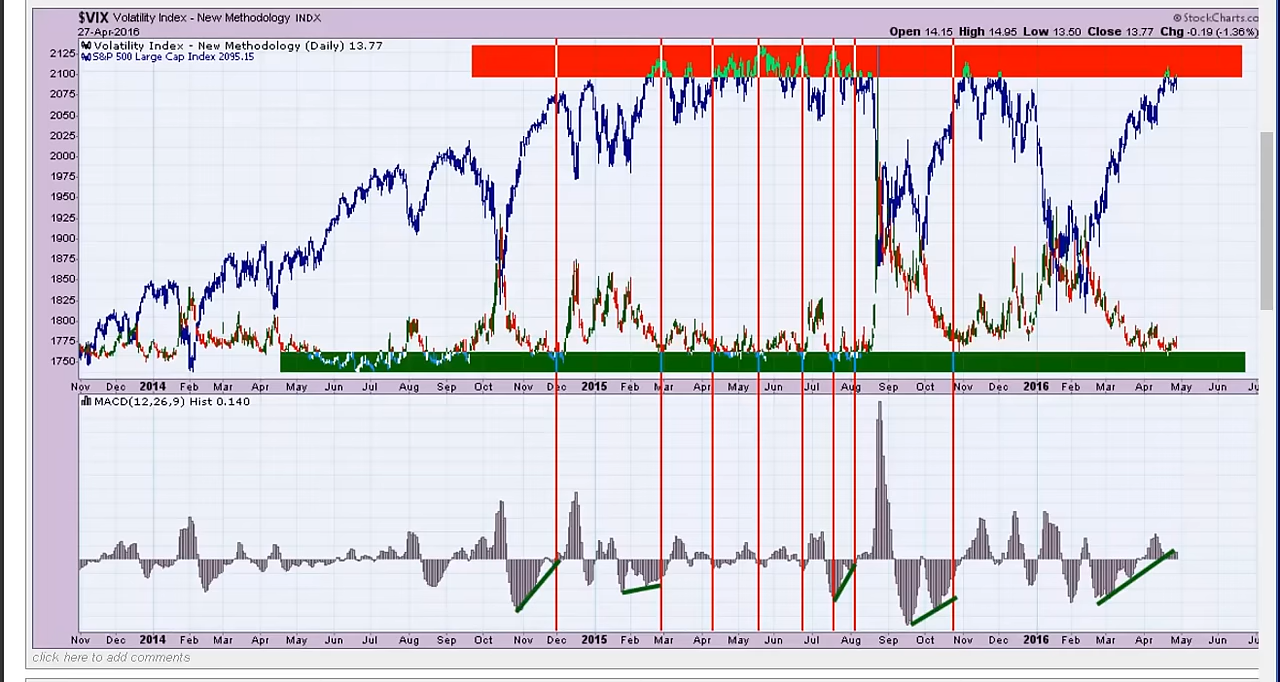 $VIX Volatility Index - New Methodology INDX
© StockCharts.co
27-Apr-2016
Open 14.15 High 14.95 Low 13.50 Close 13.77 Chg -0.19 (-1.36%)
Volatility Index - New Methodology (Daily) 13.77
S&P 500 Large Cap Index 2095.15
2125
2100
2075
2050
2025
2000
1975
1950
1925
1900
1875
1850
1825
1800
1775
1750
Nov Dec 2014 Feb Mar Apr May Jun Jul Aug Sep Oct Nov Dec 2015 Feb Mar Apr May Jun Jul Aug Sep Oct Nov Dec 2016 Feb Mar Apr May Jun Ju
MACD(12,26,9) Hist 0.140
Nov Dec 2014 Feb Mar Apr May Jun Jul Aug Sep Oct Nov Dec 2015 Feb Mar Apr May Jun Jul Aug Sep Oct Nov Dec 2016 Feb Mar Apr May Jun Ju
click here to add comments